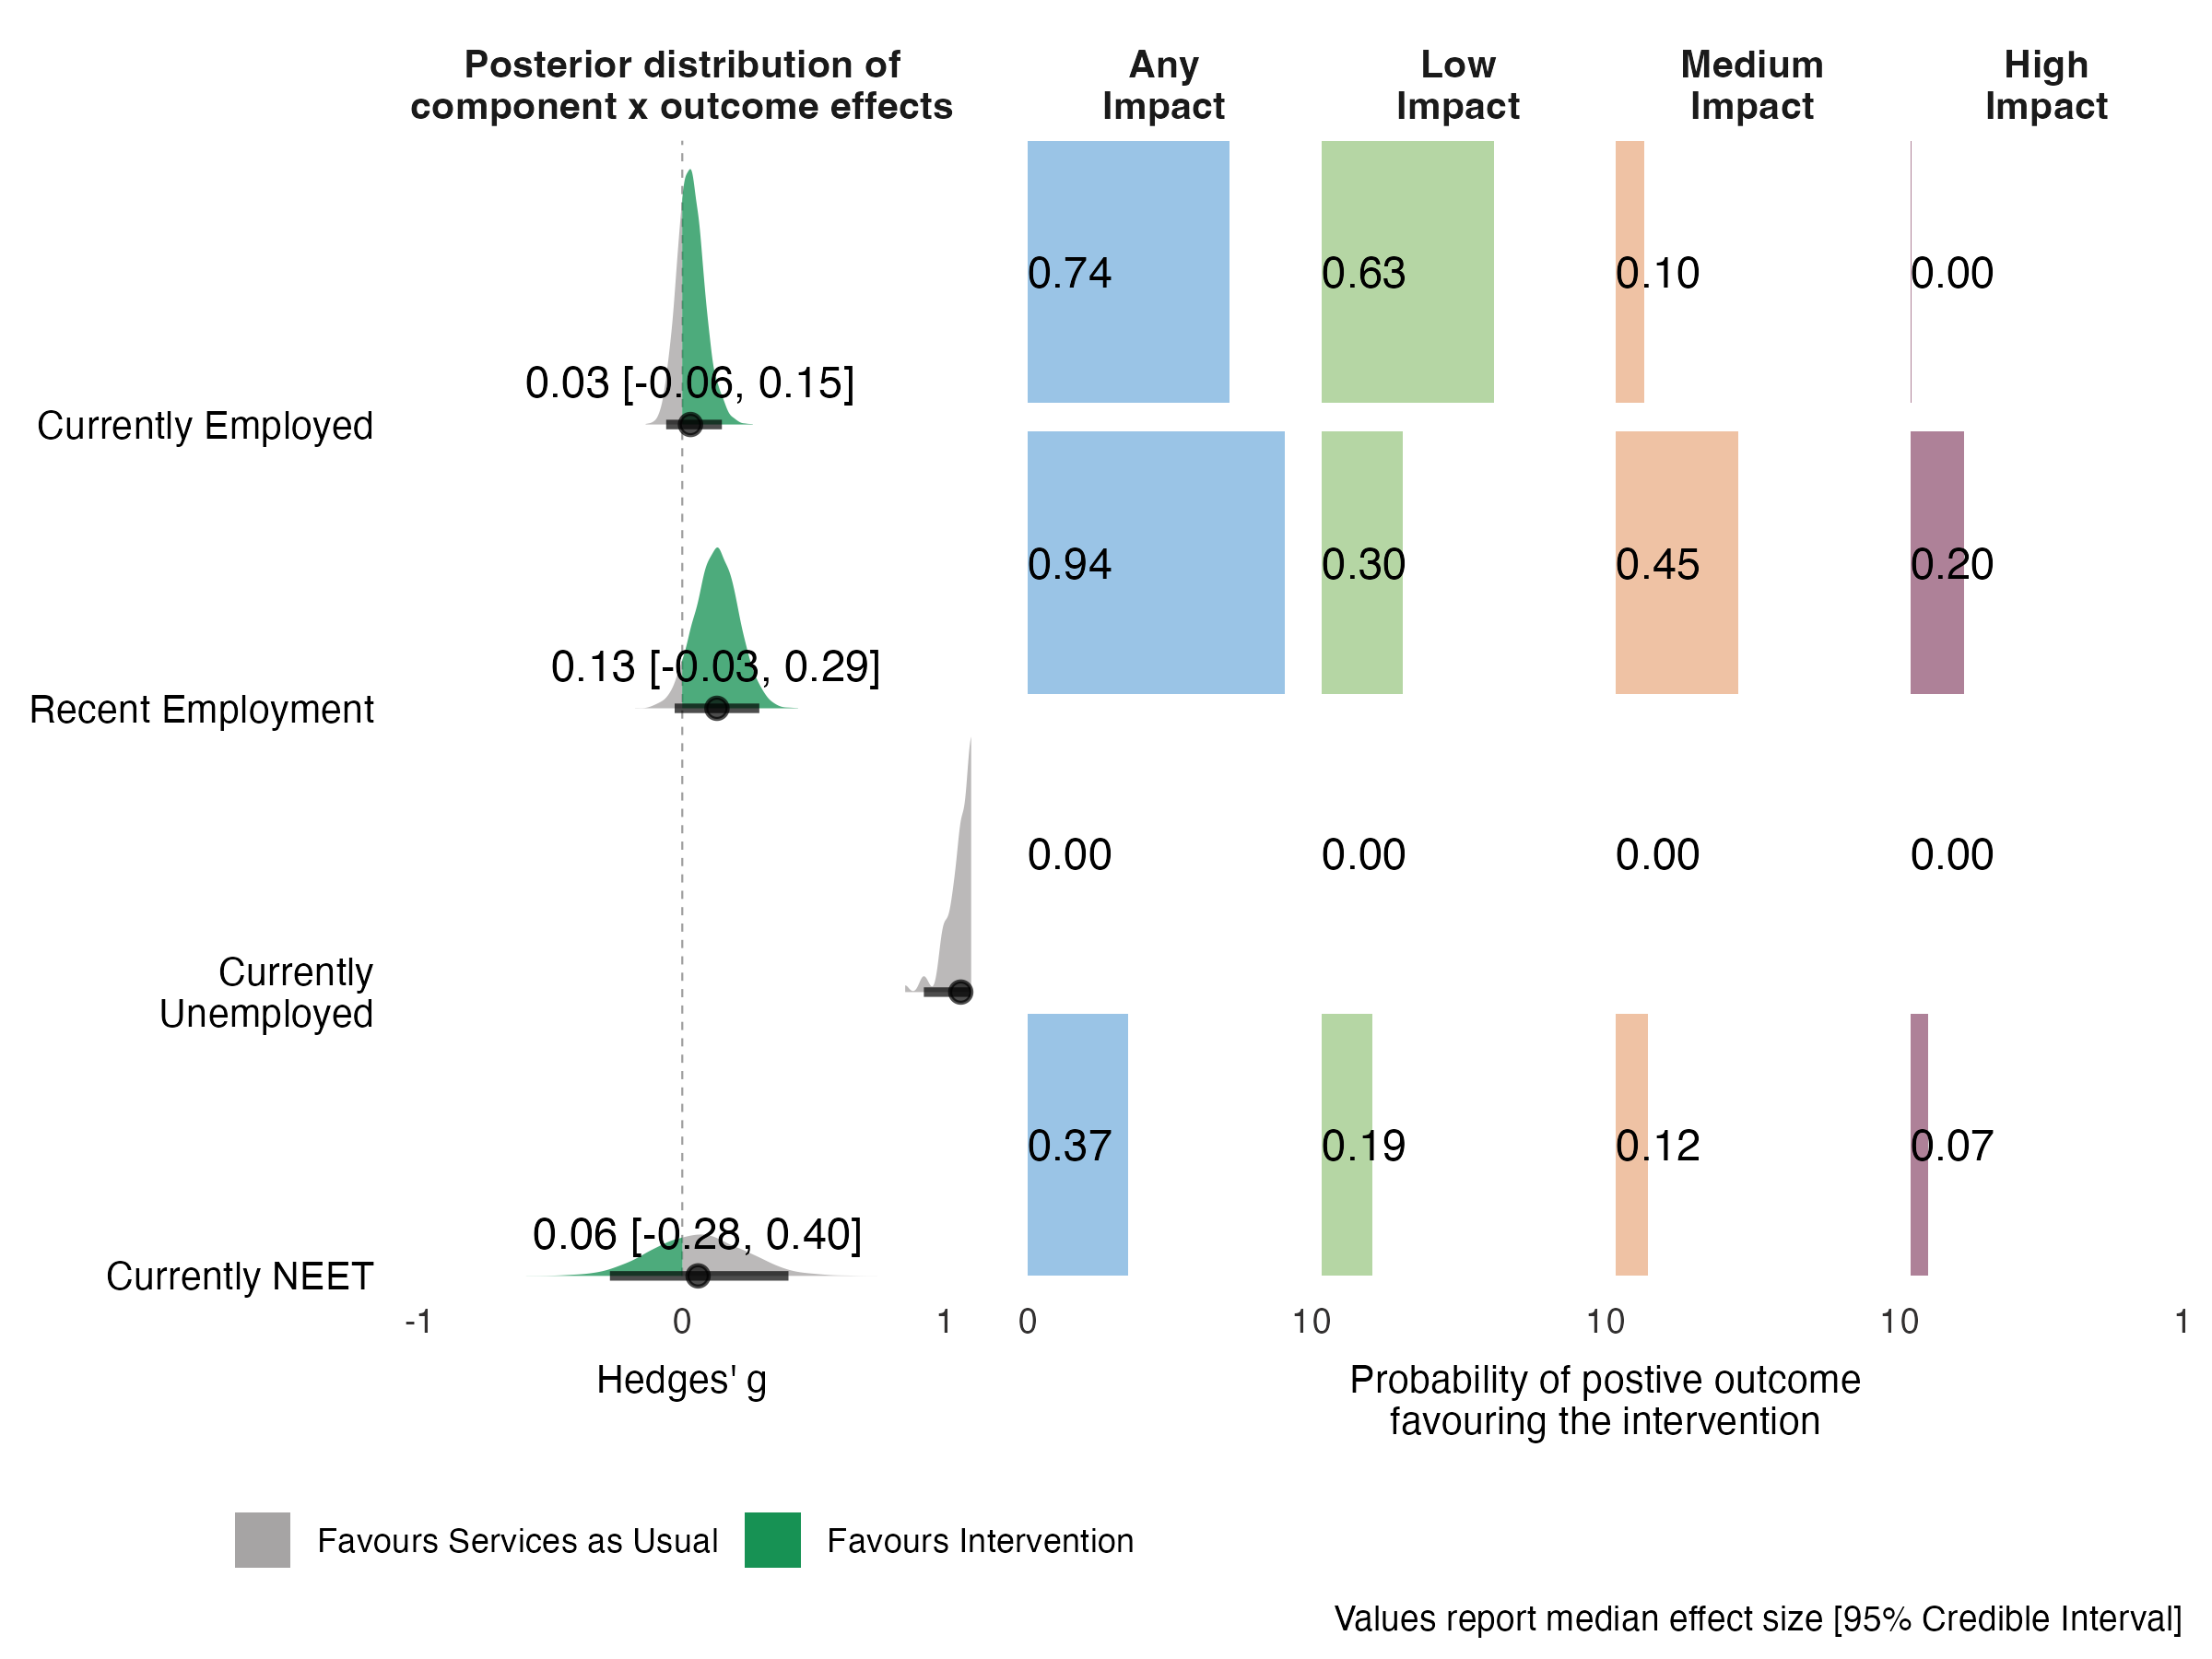 Posterior distribution of
component x outcome effects
Any
Impact
Low
Impact
Medium
Impact
High
Impact
Currently Employed
0.03 [-0.06, 0.15]
0.74
0.63
0.10
0.00
Recent Employment
0.13 [-0.03, 0.29]
0.94
0.30
0.45
0.20
Currently
Unemployed
0.00
0.00
0.00
0.00
Currently NEET
0.06 [-0.28, 0.40]
0.37
0.19
0.12
0.07
-1 0 1
0 10 10 10 1
Hedges' g
Probability of postive outcome
favouring the intervention
Favours Services as Usual
Favours Intervention
Values report median effect size [95% Credible Interval]